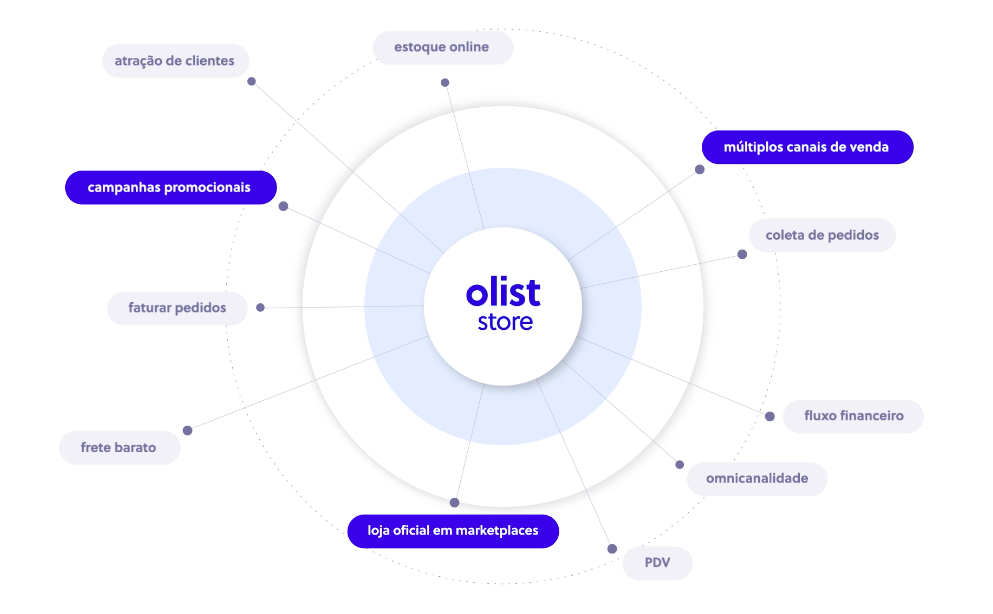 estoque online
atração de clientes
múltiplos canais de venda
campanhas promocionais
coleta de pedidos
olist
store
faturar pedidos
fluxo financeiro
frete barato
omnicanalidade
loja oficial em marketplaces
PDV